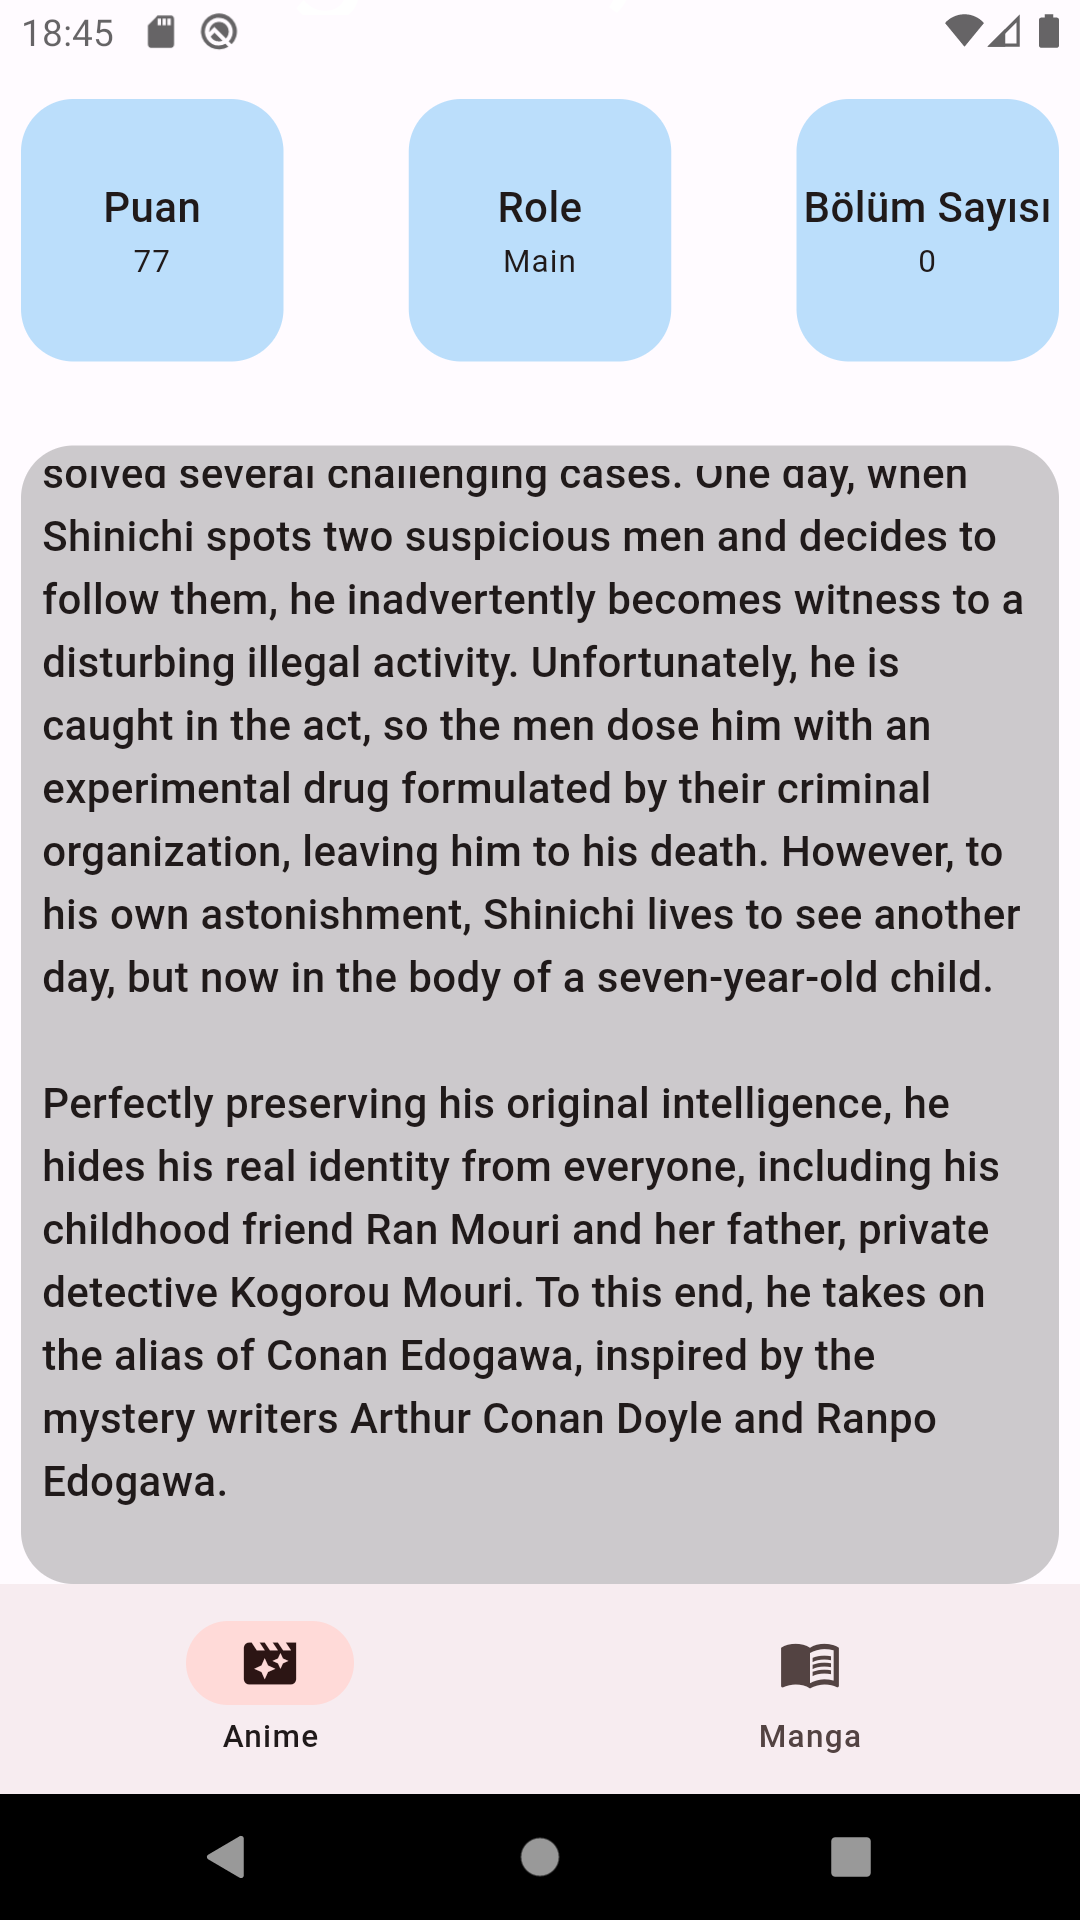 18:45
Puan
77
Role
Main
Bölüm Sayısı
0
solved several challenging cases. One day, when
Shinichi spots two suspicious men and decides to
follow them, he inadvertently becomes witness to a
disturbing illegal activity. Unfortunately, he is
caught in the act, so the men dose him with an
experimental drug formulated by their criminal
organization, leaving him to his death. However, to
his own astonishment, Shinichi lives to see another
day, but now in the body of a seven-year-old child.
Perfectly preserving his original intelligence, he
hides his real identity from everyone, including his
childhood friend Ran Mouri and her father, private
detective Kogorou Mouri. To this end, he takes on
the alias of Conan Edogawa, inspired by the
mystery writers Arthur Conan Doyle and Ranpo
Edogawa.
Anime
Manga